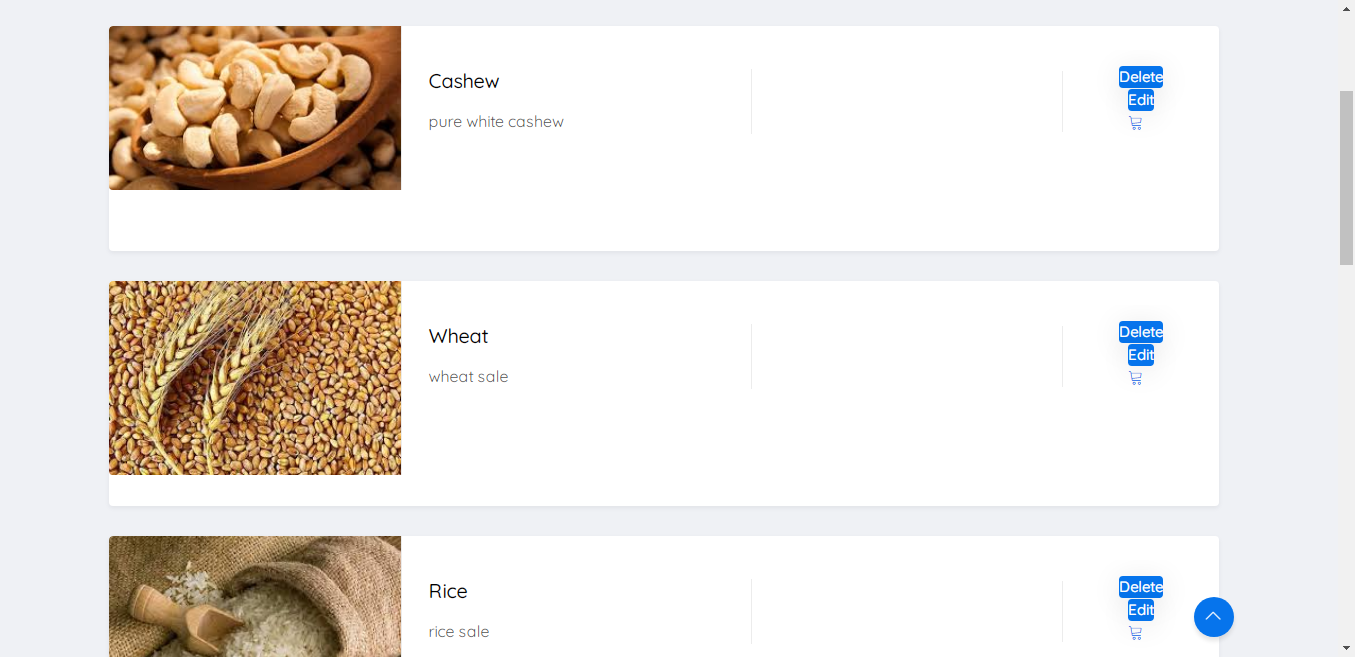 Cashew
pure white cashew
Delete
Edit
Wheat
wheat sale
Delete
Edit
Rice
rice sale
Delete
Edit